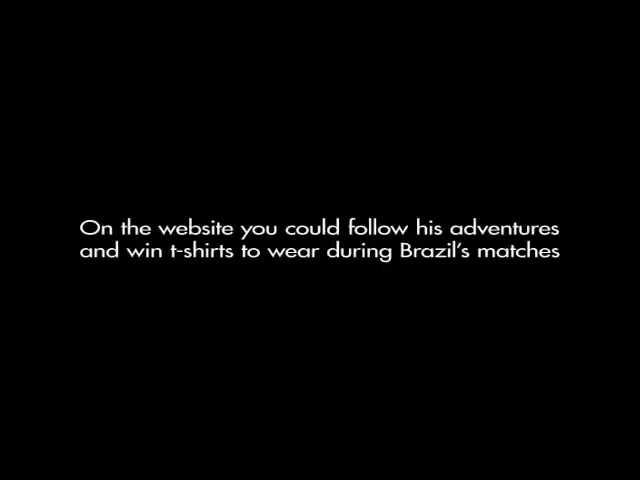 On the website you could follow his adventures
and win t-shirts to wear during Brazil's matches